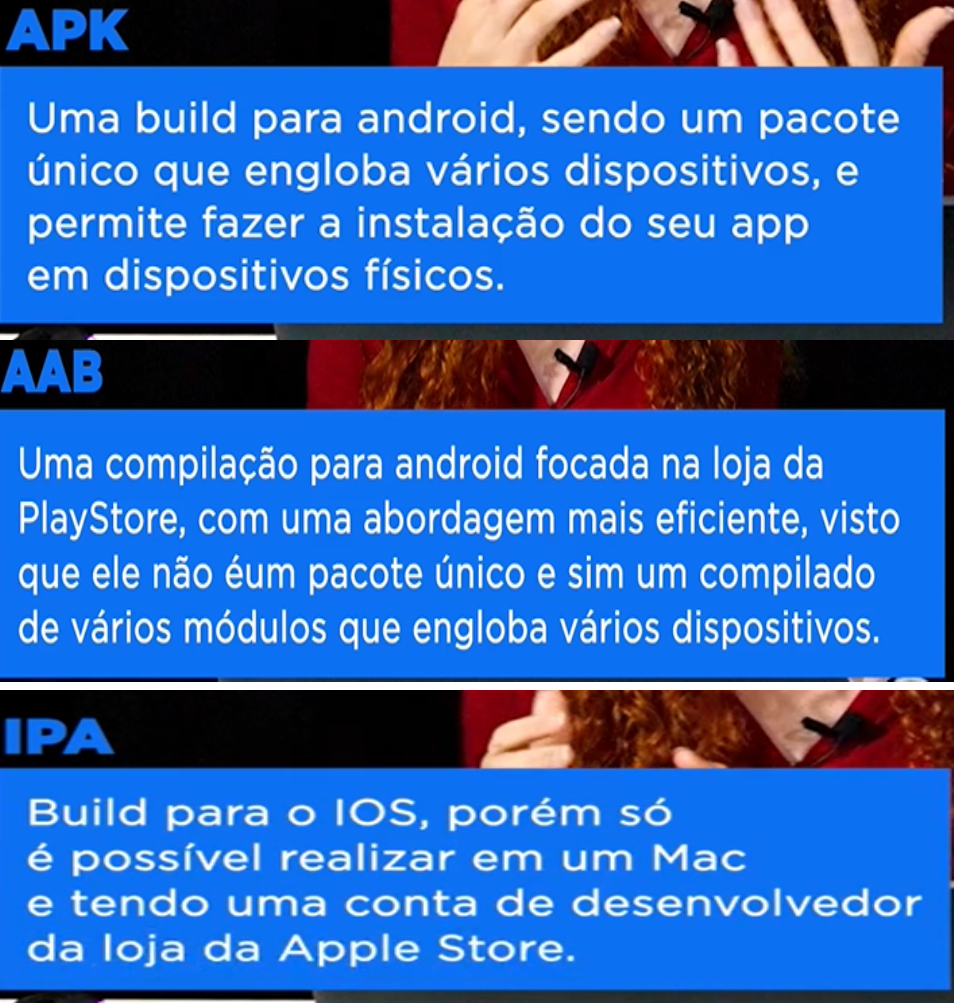 APK
Uma build para android, sendo um pacote
único que engloba vários dispositivos, e
permite fazer a instalação do seu app
em dispositivos físicos.
AAB
Uma compilação para android focada na loja da
PlayStore, com uma abordagem mais eficiente, visto
que ele não éum pacote único e sim um compilado
de vários módulos que engloba vários dispositivos.
IPA
Build para o IOS, porém só
é possível realizar em um Mac
e tendo uma conta de desenvolvedor
da loja da Apple Store.